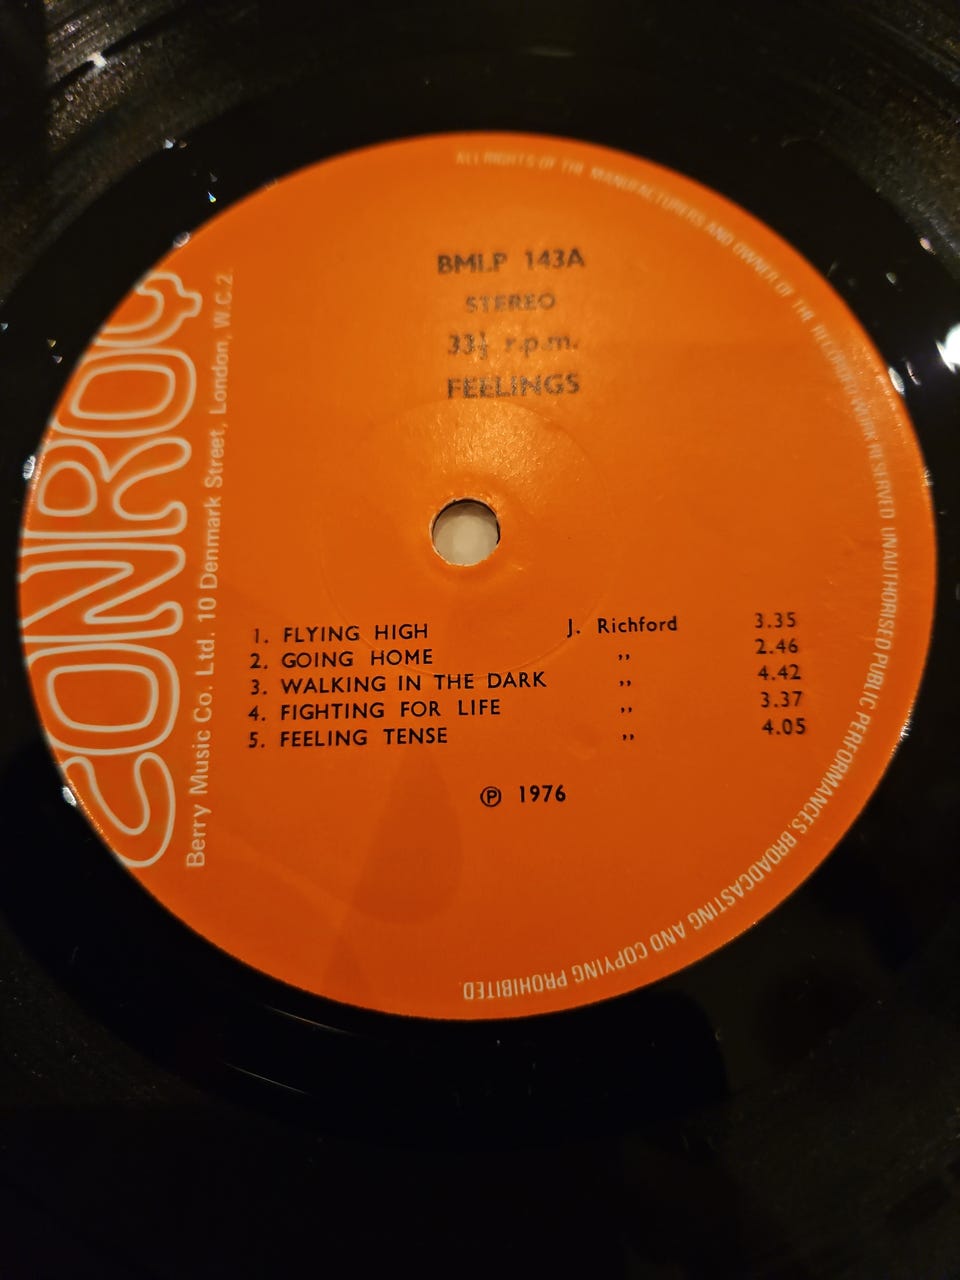 CONROY
Berry Music Co. Ltd. 10 Denmark Street, London, W.C.2.
ALL RIGHTS OF THE MANUFACTURERS AND OWNER OF THE RECORDED WORK RESERVED UNAUTHORISED PUBLIC PERFORMANCES, BROADCASTING AND COPYING PROHIBITED.
BMLP 143A
STEREO
33⅓ r.p.m.
FEELINGS
1. FLYING HIGH J. Richford 3.35
2. GOING HOME ,, 2.46
3. WALKING IN THE DARK ,, 4.42
4. FIGHTING FOR LIFE ,, 3.37
5. FEELING TENSE ,, 4.05
℗ 1976